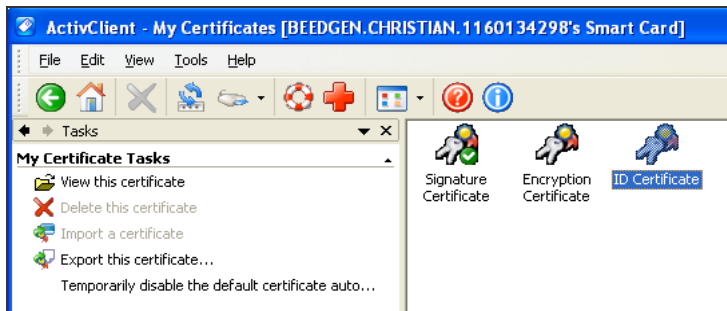 ActivClient - My Certificates [BEEDGEN.CHRISTIAN.1160134298's Smart Card]
File Edit View Tools Help
Tasks
My Certificate Tasks
View this certificate
Delete this certificate
Import a certificate
Export this certificate...
Temporarily disable the default certificate auto...
Signature
Certificate
Encryption
Certificate
ID Certificate